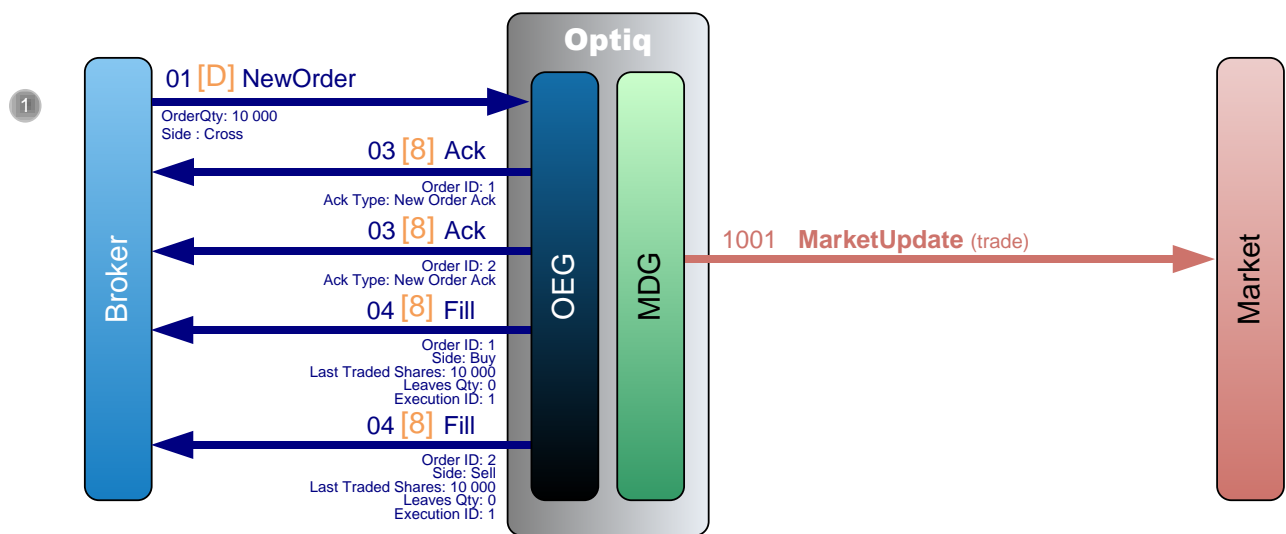 Optiq
1
01 [D] NewOrder
OrderQty: 10 000
Side : Cross
03 [8] Ack
Order ID: 1
Ack Type: New Order Ack
03 [8] Ack
Order ID: 2
Ack Type: New Order Ack
04 [8] Fill
Order ID: 1
Side: Buy
Last Traded Shares: 10 000
Leaves Qty: 0
Execution ID: 1
04 [8] Fill
Order ID: 2
Side: Sell
Last Traded Shares: 10 000
Leaves Qty: 0
Execution ID: 1
Broker
OEG
MDG
1001 MarketUpdate (trade)
Market